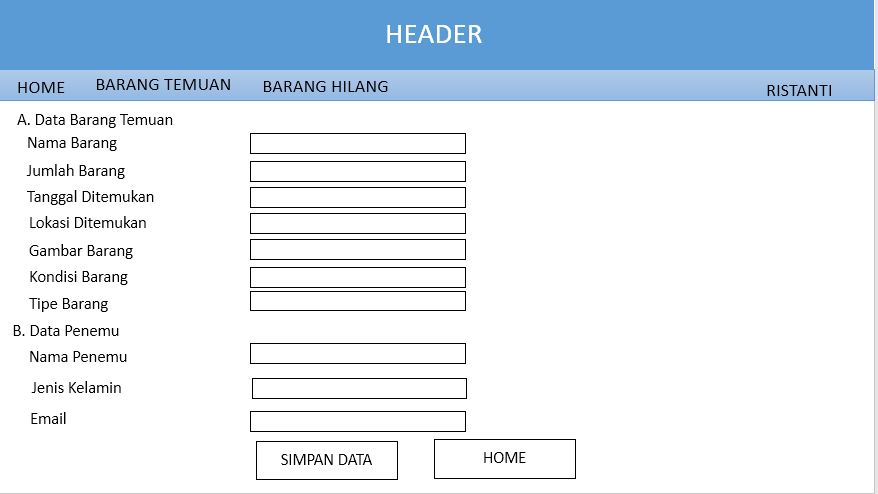 HEADER
HOME BARANG TEMUAN BARANG HILANG RISTANTI
A. Data Barang Temuan
Nama Barang
Jumlah Barang
Tanggal Ditemukan
Lokasi Ditemukan
Gambar Barang
Kondisi Barang
Tipe Barang
B. Data Penemu
Nama Penemu
Jenis Kelamin
Email
SIMPAN DATA HOME